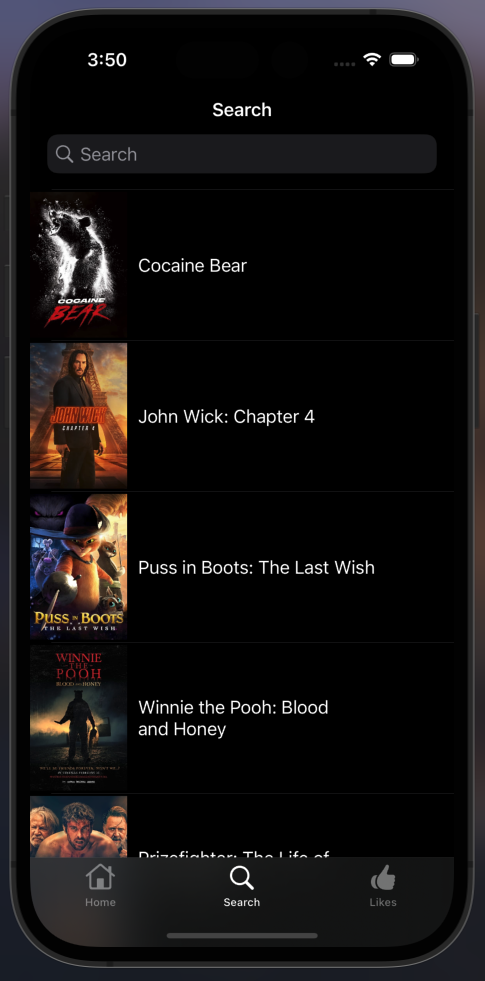 3:50
Search
Search
COCAINE
BEAR
Cocaine Bear
JOHN WICK
CHAPTER 4
John Wick: Chapter 4
PUSS IN BOOTS
THE LAST WISH
Puss in Boots: The Last Wish
WINNIE
THE
POOH
BLOOD AND HONEY
Winnie the Pooh: Blood
and Honey
Prizefighter: The Life of
Home
Search
Likes